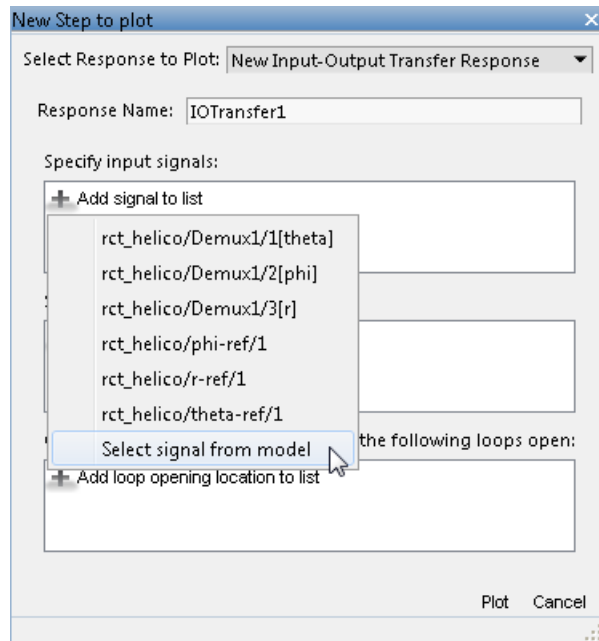 New Step to plot
Select Response to Plot: New Input-Output Transfer Response
Response Name: IOTransfer1
Specify input signals:
Add signal to list
rct_helico/Demux1/1[theta]
rct_helico/Demux1/2[phi]
rct_helico/Demux1/3[r]
rct_helico/phi-ref/1
rct_helico/r-ref/1
rct_helico/theta-ref/1
Select signal from model
the following loops open:
Add loop opening location to list
Plot Cancel